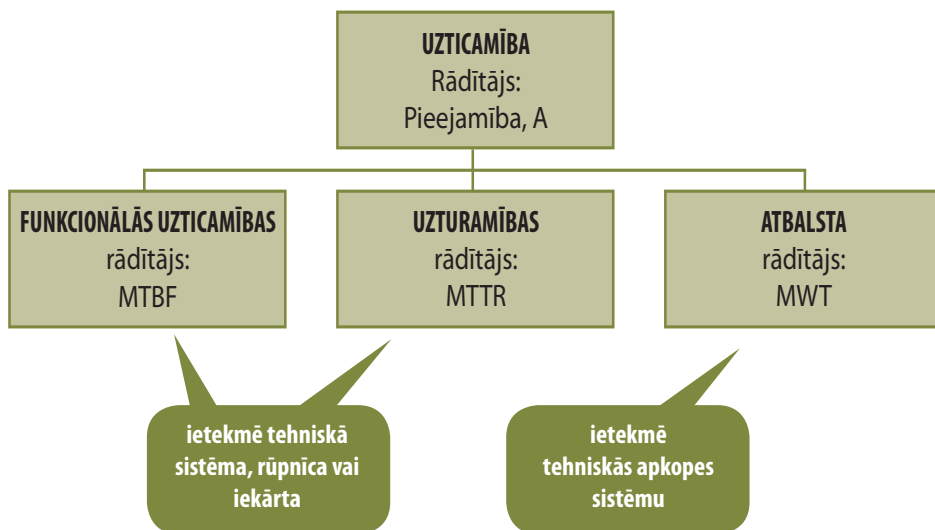 UZTICAMĪBA
Rādītājs:
Pieejamība, A
FUNKCIONĀLĀS UZTICAMĪBAS
rādītājs:
MTBF
UZTURAMĪBAS
rādītājs:
MTTR
ATBALSTA
rādītājs:
MWT
ietekmē tehniskā
sistēma, rūpnīca vai
iekārta
ietekmē
tehniskās apkopes
sistēmu